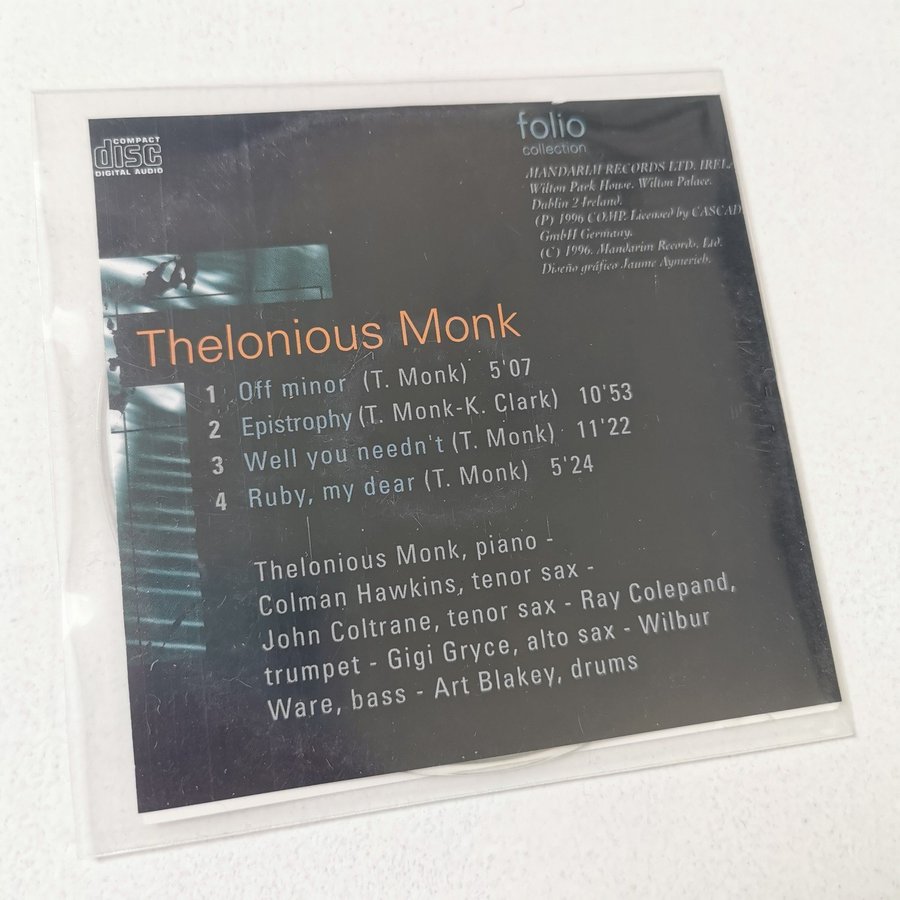 COMPACT
disc
DIGITAL AUDIO
folio
collection
MANDARIM RECORDS LTD.
Wilton Park House. Wilton Palace.
Dublin 2 Ireland.
(P) 1996 COMP. Licensed by
GmbH Germany.
(C) 1996. Mandarim Records, Ltd.
Diseño gráfico Jaume Aymerich.
Thelonious Monk
1 Off minor (T. Monk) 5'07
2 Epistrophy (T. Monk-K. Clark) 10'53
3 Well you needn't (T. Monk) 11'22
4 Ruby, my dear (T. Monk) 5'24
Thelonious Monk, piano -
Colman Hawkins, tenor sax -
John Coltrane, tenor sax - Ray Colepand,
trumpet - Gigi Gryce, alto sax - Wilbur
Ware, bass - Art Blakey, drums